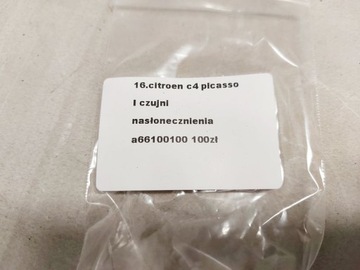 16.citroen c4 picasso
I czujni
nasłonecznienia
a66100100 100zł